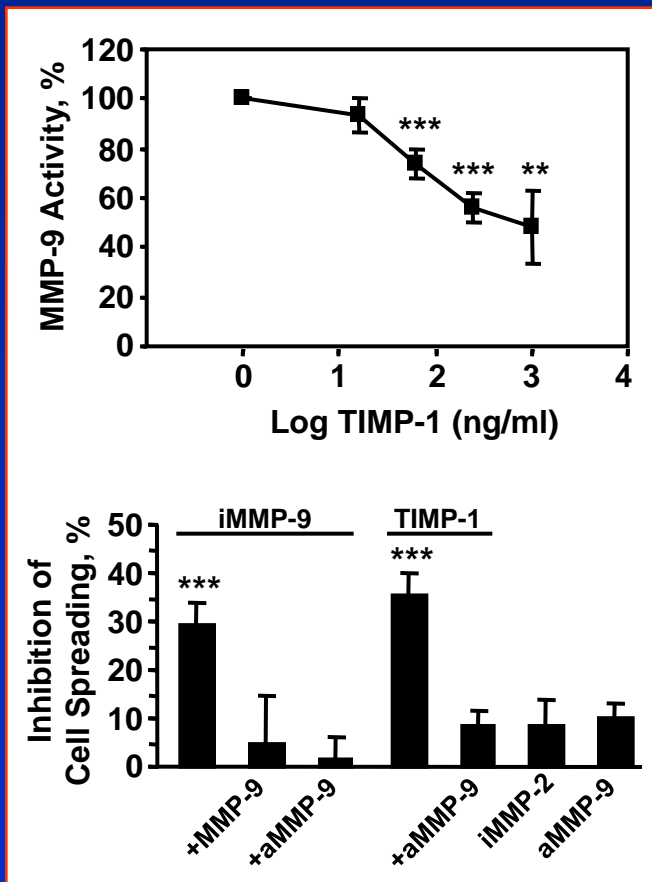 120
100
80
60
40
20
0
MMP-9 Activity, %
***
***
**
0 1 2 3 4
Log TIMP-1 (ng/ml)
iMMP-9 TIMP-1
50
40
30
20
10
0
Inhibition of
Cell Spreading, %
***
***
+MMP-9
+aMMP-9
+aMMP-9
iMMP-2
aMMP-9